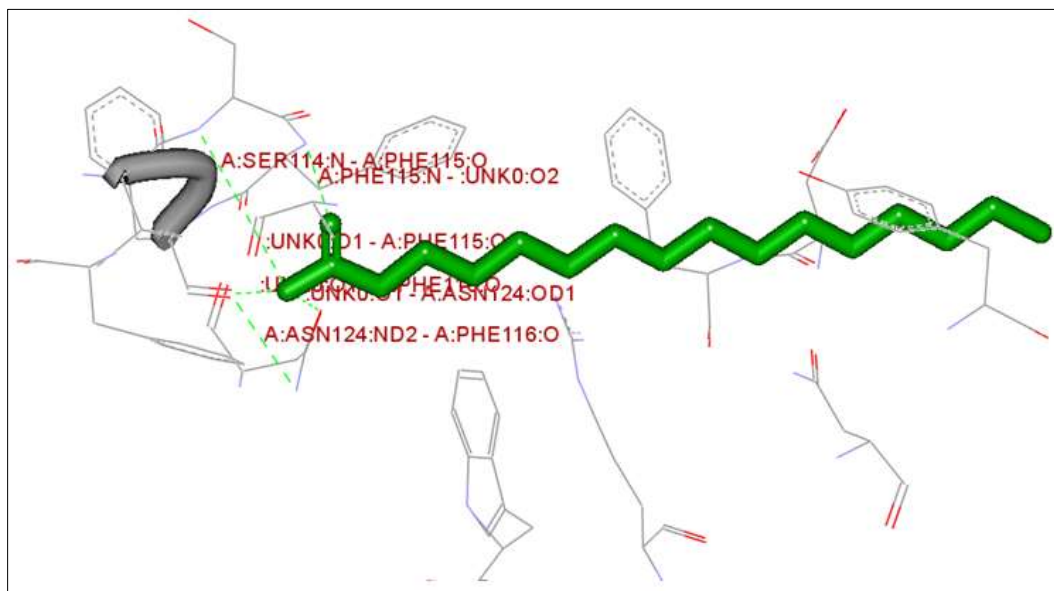 A:SER114:N - A:PHE115:O
A:PHE115:N - :UNK0:O2
:UNK0:O1 - A:PHE115:O
:UNK0:O1 - A:ASN124:OD1
A:ASN124:ND2 - A:PHE116:O